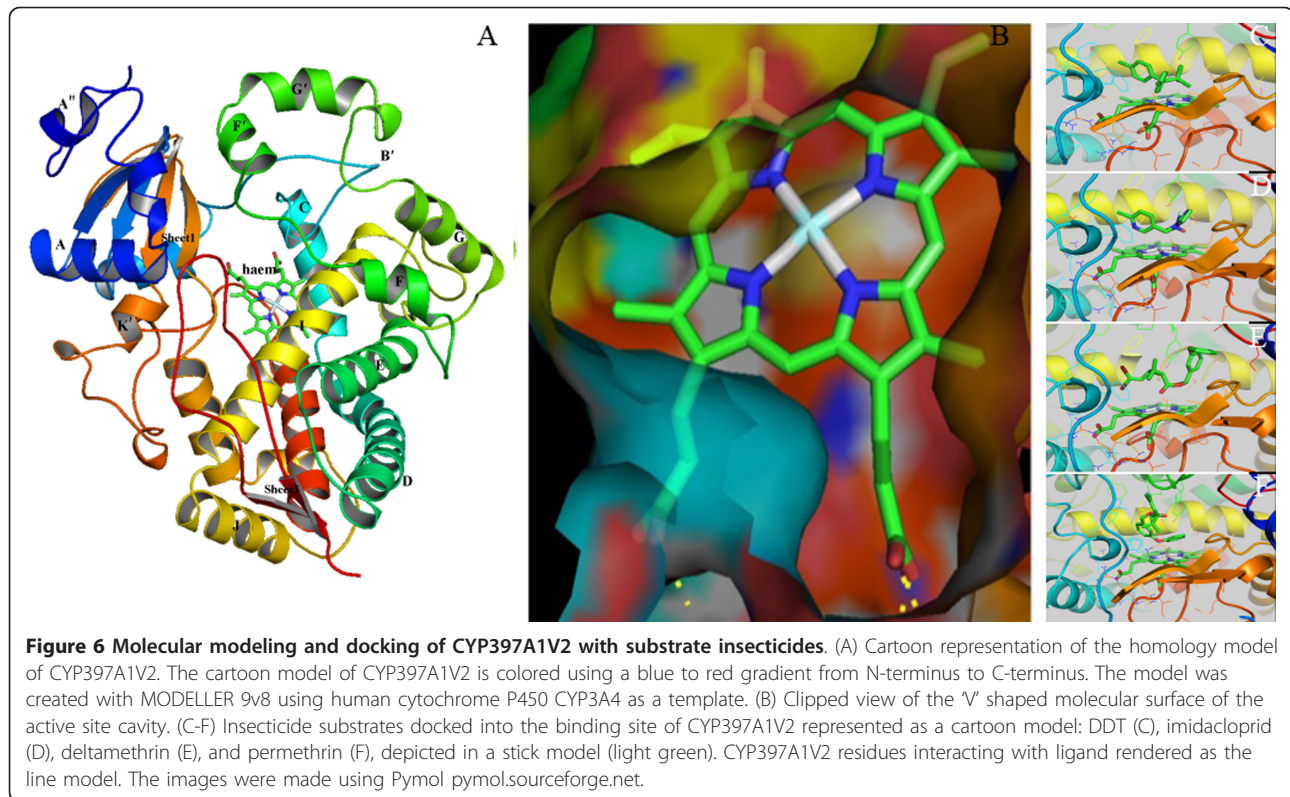 A
A"
G'
F'
B'
C
G
A
Sheet1
haem
F
K'
I
E
D
J
B
C
D
E
F
Figure 6 Molecular modeling and docking of CYP397A1V2 with substrate insecticides. (A) Cartoon representation of the homology model
of CYP397A1V2. The cartoon model of CYP397A1V2 is colored using a blue to red gradient from N-terminus to C-terminus. The model was
created with MODELLER 9v8 using human cytochrome P450 CYP3A4 as a template. (B) Clipped view of the ‘V’ shaped molecular surface of the
active site cavity. (C-F) Insecticide substrates docked into the binding site of CYP397A1V2 represented as a cartoon model: DDT (C), imidacloprid
(D), deltamethrin (E), and permethrin (F), depicted in a stick model (light green). CYP397A1V2 residues interacting with ligand rendered as the
line model. The images were made using Pymol pymol.sourceforge.net.